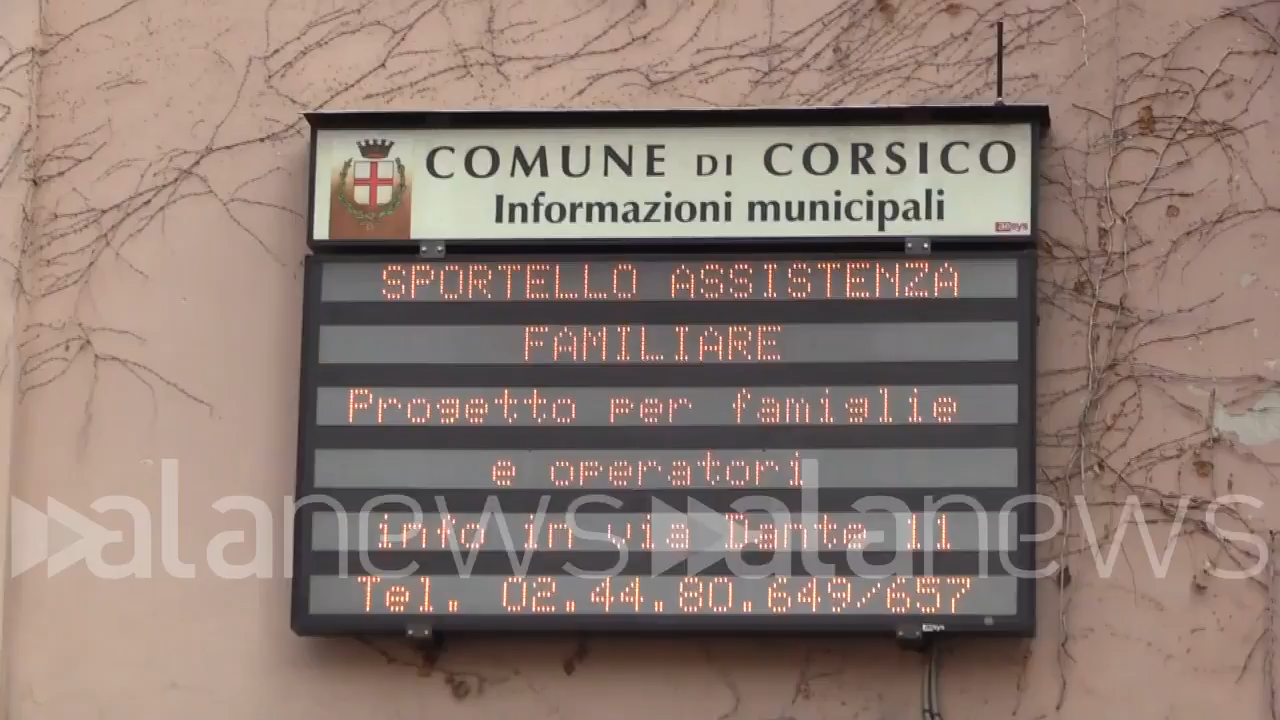 COMUNE DI CORSICO
Informazioni municipali
SPORTELLO ASSISTENZA
FAMILIARE
Progetto per famiglie
e operatori
info in via Dante 11
Tel. 02.44.80.649/657
alanews alanews